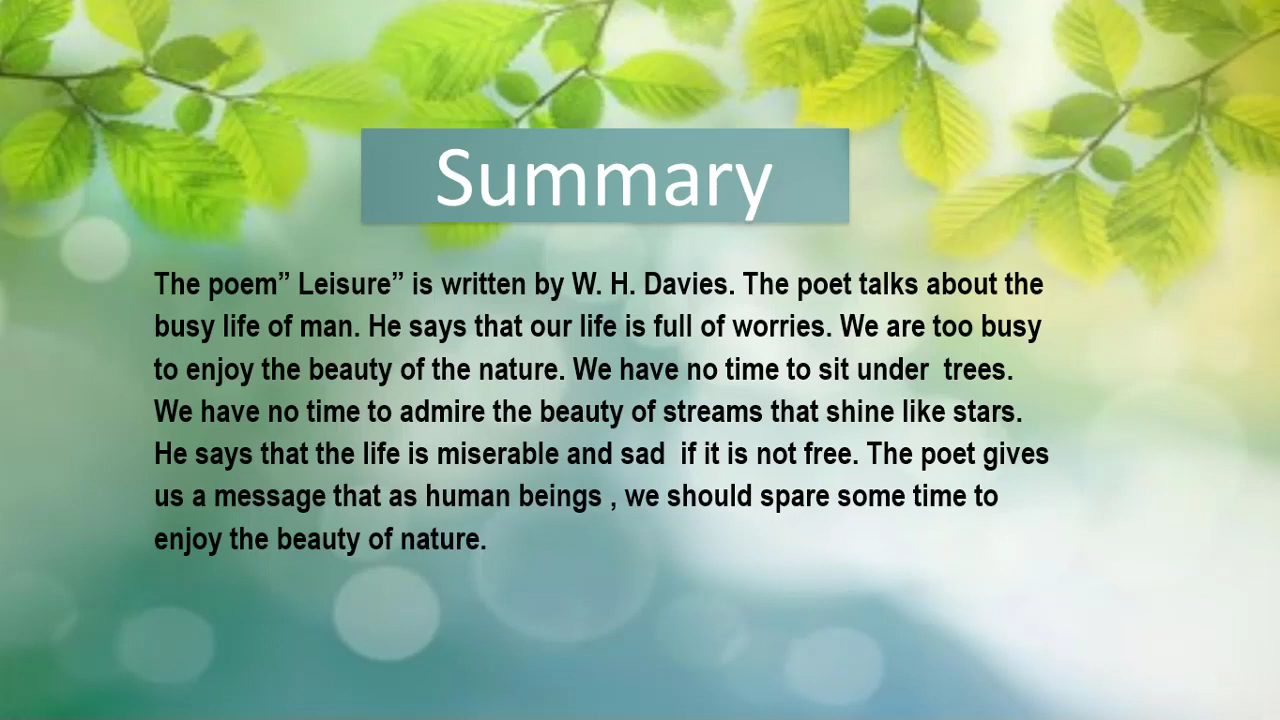 Summary
The poem” Leisure” is written by W. H. Davies. The poet talks about the
busy life of man. He says that our life is full of worries. We are too busy
to enjoy the beauty of the nature. We have no time to sit under  trees.
We have no time to admire the beauty of streams that shine like stars.
He says that the life is miserable and sad  if it is not free. The poet gives
us a message that as human beings , we should spare some time to
enjoy the beauty of nature.